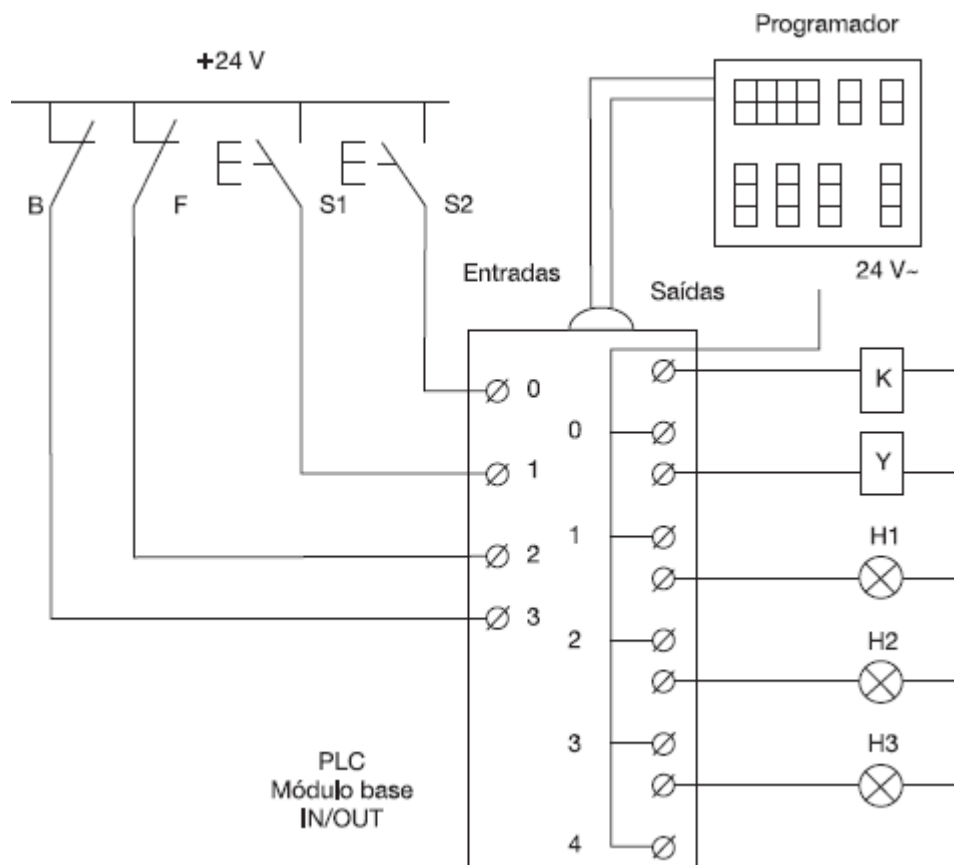 Programador
+24 V
B
F
S1
S2
24 V~
Entradas
Saídas
0
K
0
1
Y
1
H1
2
3
2
H2
3
H3
PLC
Módulo base
IN/OUT
4